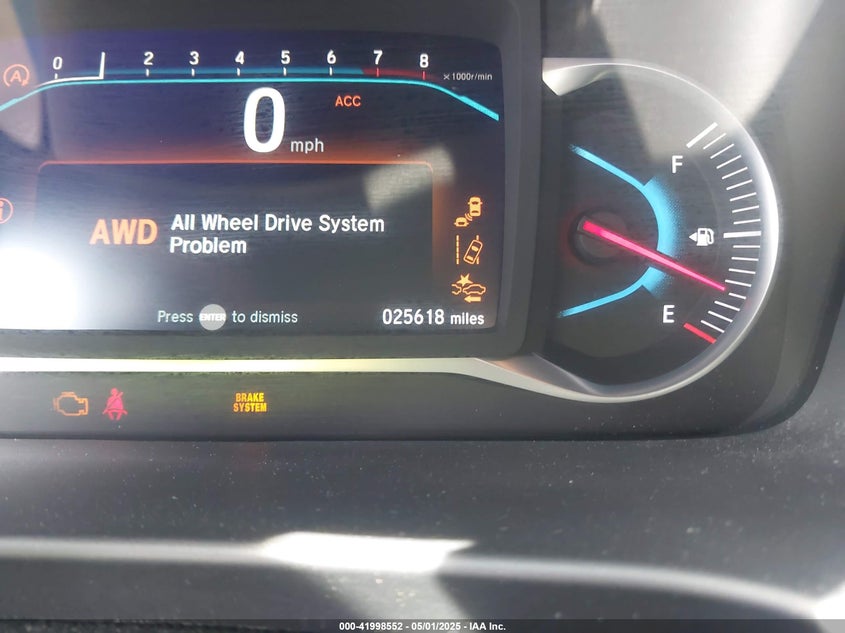 0 2 3 4 5 6 7 8
x1000r/min
A
0 mph
ACC
F
AWD
All Wheel Drive System
Problem
E
Press ENTER to dismiss
025618 miles
BRAKE
SYSTEM
000-41998552 / 05/01/2025 - IAA Inc.